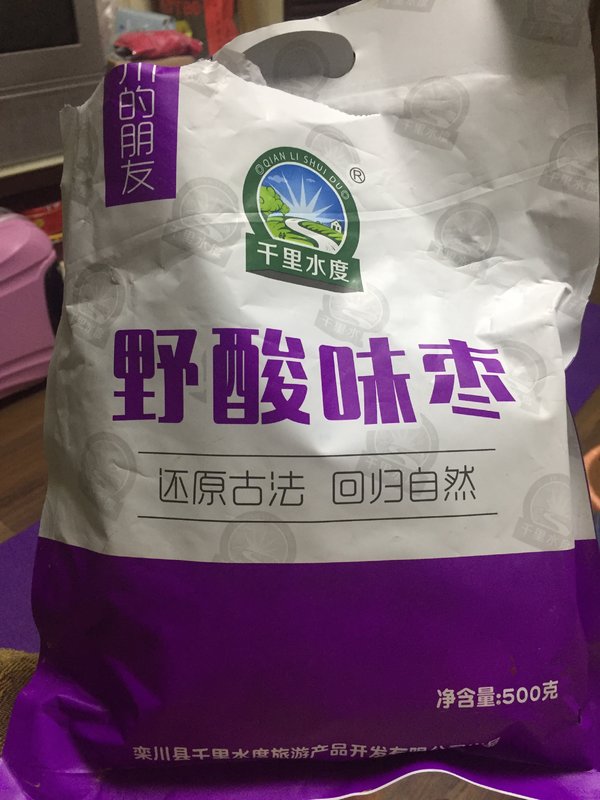 川的朋友
QIAN LI SHUI DU
®
千里水度
野酸味枣
还原古法 回归自然
净含量:500克
栾川县千里水度旅游产品开发有限公司